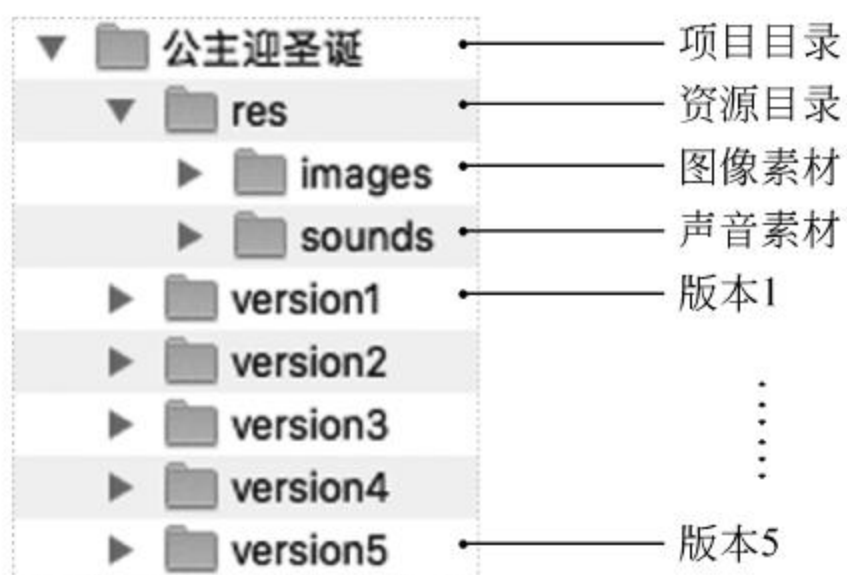 公主迎圣诞 项目目录
res 资源目录
images 图像素材
sounds 声音素材
version1 版本1
version2
version3
version4
version5 版本5